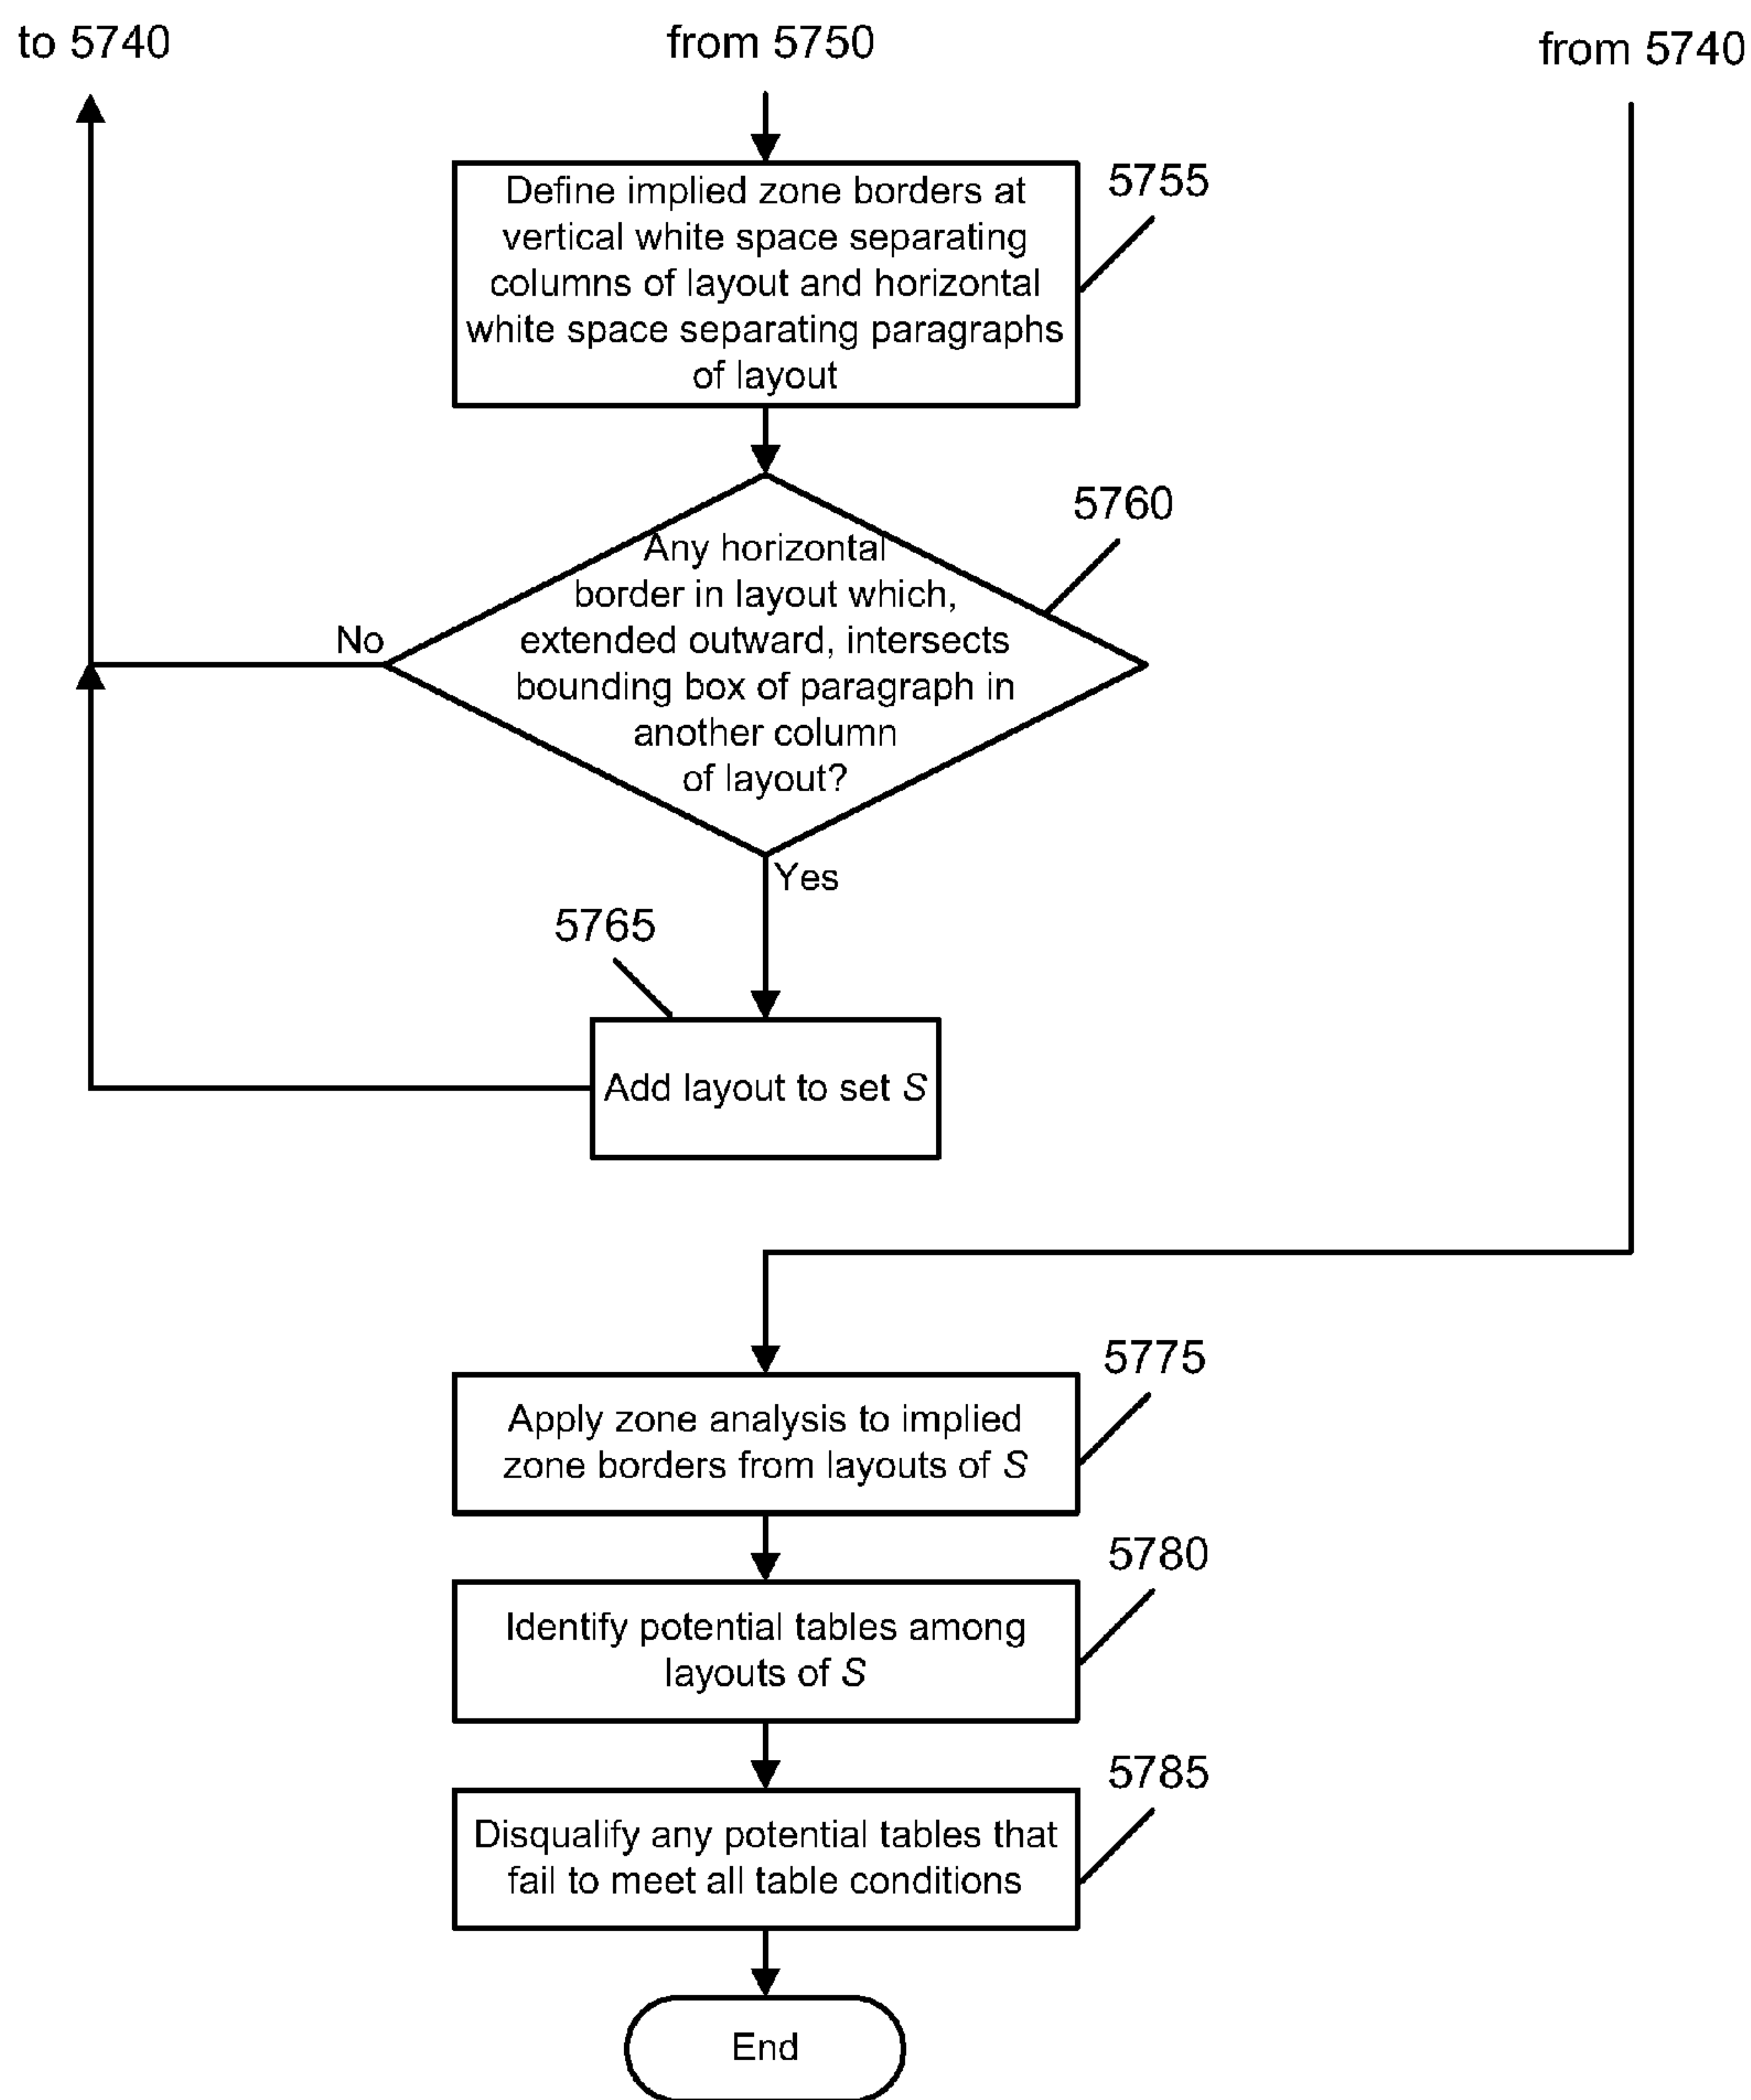 to 5740
from 5750
from 5740
5755
Define implied zone borders at
vertical white space separating
columns of layout and horizontal
white space separating paragraphs
of layout
5760
Any horizontal
border in layout which,
extended outward, intersects
bounding box of paragraph in
another column
of layout?
No
Yes
5765
Add layout to set S
5775
Apply zone analysis to implied
zone borders from layouts of S
5780
Identify potential tables among
layouts of S
5785
Disqualify any potential tables that
fail to meet all table conditions
End